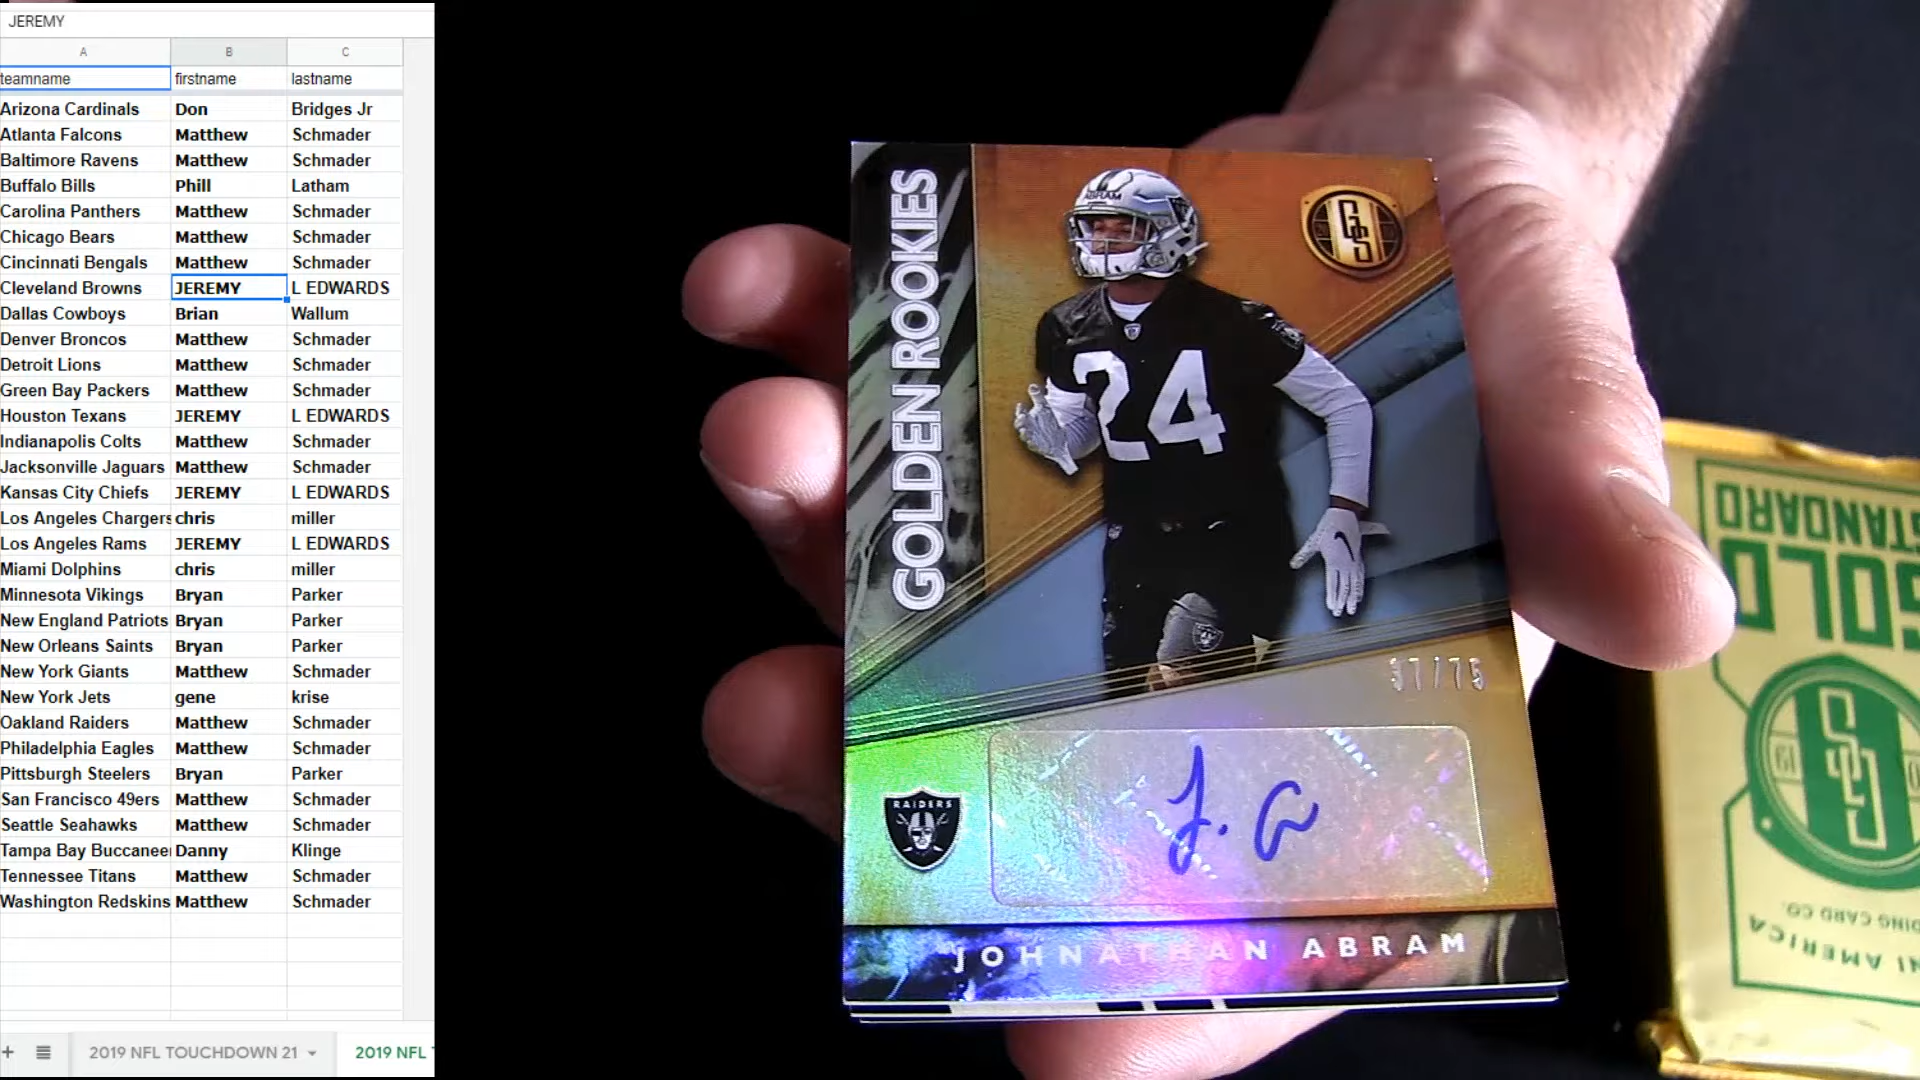 JEREMY
A B C
teamname firstname lastname
Arizona Cardinals Don Bridges Jr
Atlanta Falcons Matthew Schmader
Baltimore Ravens Matthew Schmader
Buffalo Bills Phill Latham
Carolina Panthers Matthew Schmader
Chicago Bears Matthew Schmader
Cincinnati Bengals Matthew Schmader
Cleveland Browns JEREMY L EDWARDS
Dallas Cowboys Brian Wallum
Denver Broncos Matthew Schmader
Detroit Lions Matthew Schmader
Green Bay Packers Matthew Schmader
Houston Texans JEREMY L EDWARDS
Indianapolis Colts Matthew Schmader
Jacksonville Jaguars Matthew Schmader
Kansas City Chiefs JEREMY L EDWARDS
Los Angeles Chargers chris miller
Los Angeles Rams JEREMY L EDWARDS
Miami Dolphins chris miller
Minnesota Vikings Bryan Parker
New England Patriots Bryan Parker
New Orleans Saints Bryan Parker
New York Giants Matthew Schmader
New York Jets gene krise
Oakland Raiders Matthew Schmader
Philadelphia Eagles Matthew Schmader
Pittsburgh Steelers Bryan Parker
San Francisco 49ers Matthew Schmader
Seattle Seahawks Matthew Schmader
Tampa Bay Buccanee Danny Klinge
Tennessee Titans Matthew Schmader
Washington Redskins Matthew Schmader
2019 NFL TOUCHDOWN 21
2019 NFL
GOLDEN ROOKIES
ABRAM
GS
24
37/75
RAIDERS
J. A
JOHNATHAN ABRAM
GOLD
STANDARD
AMERICA